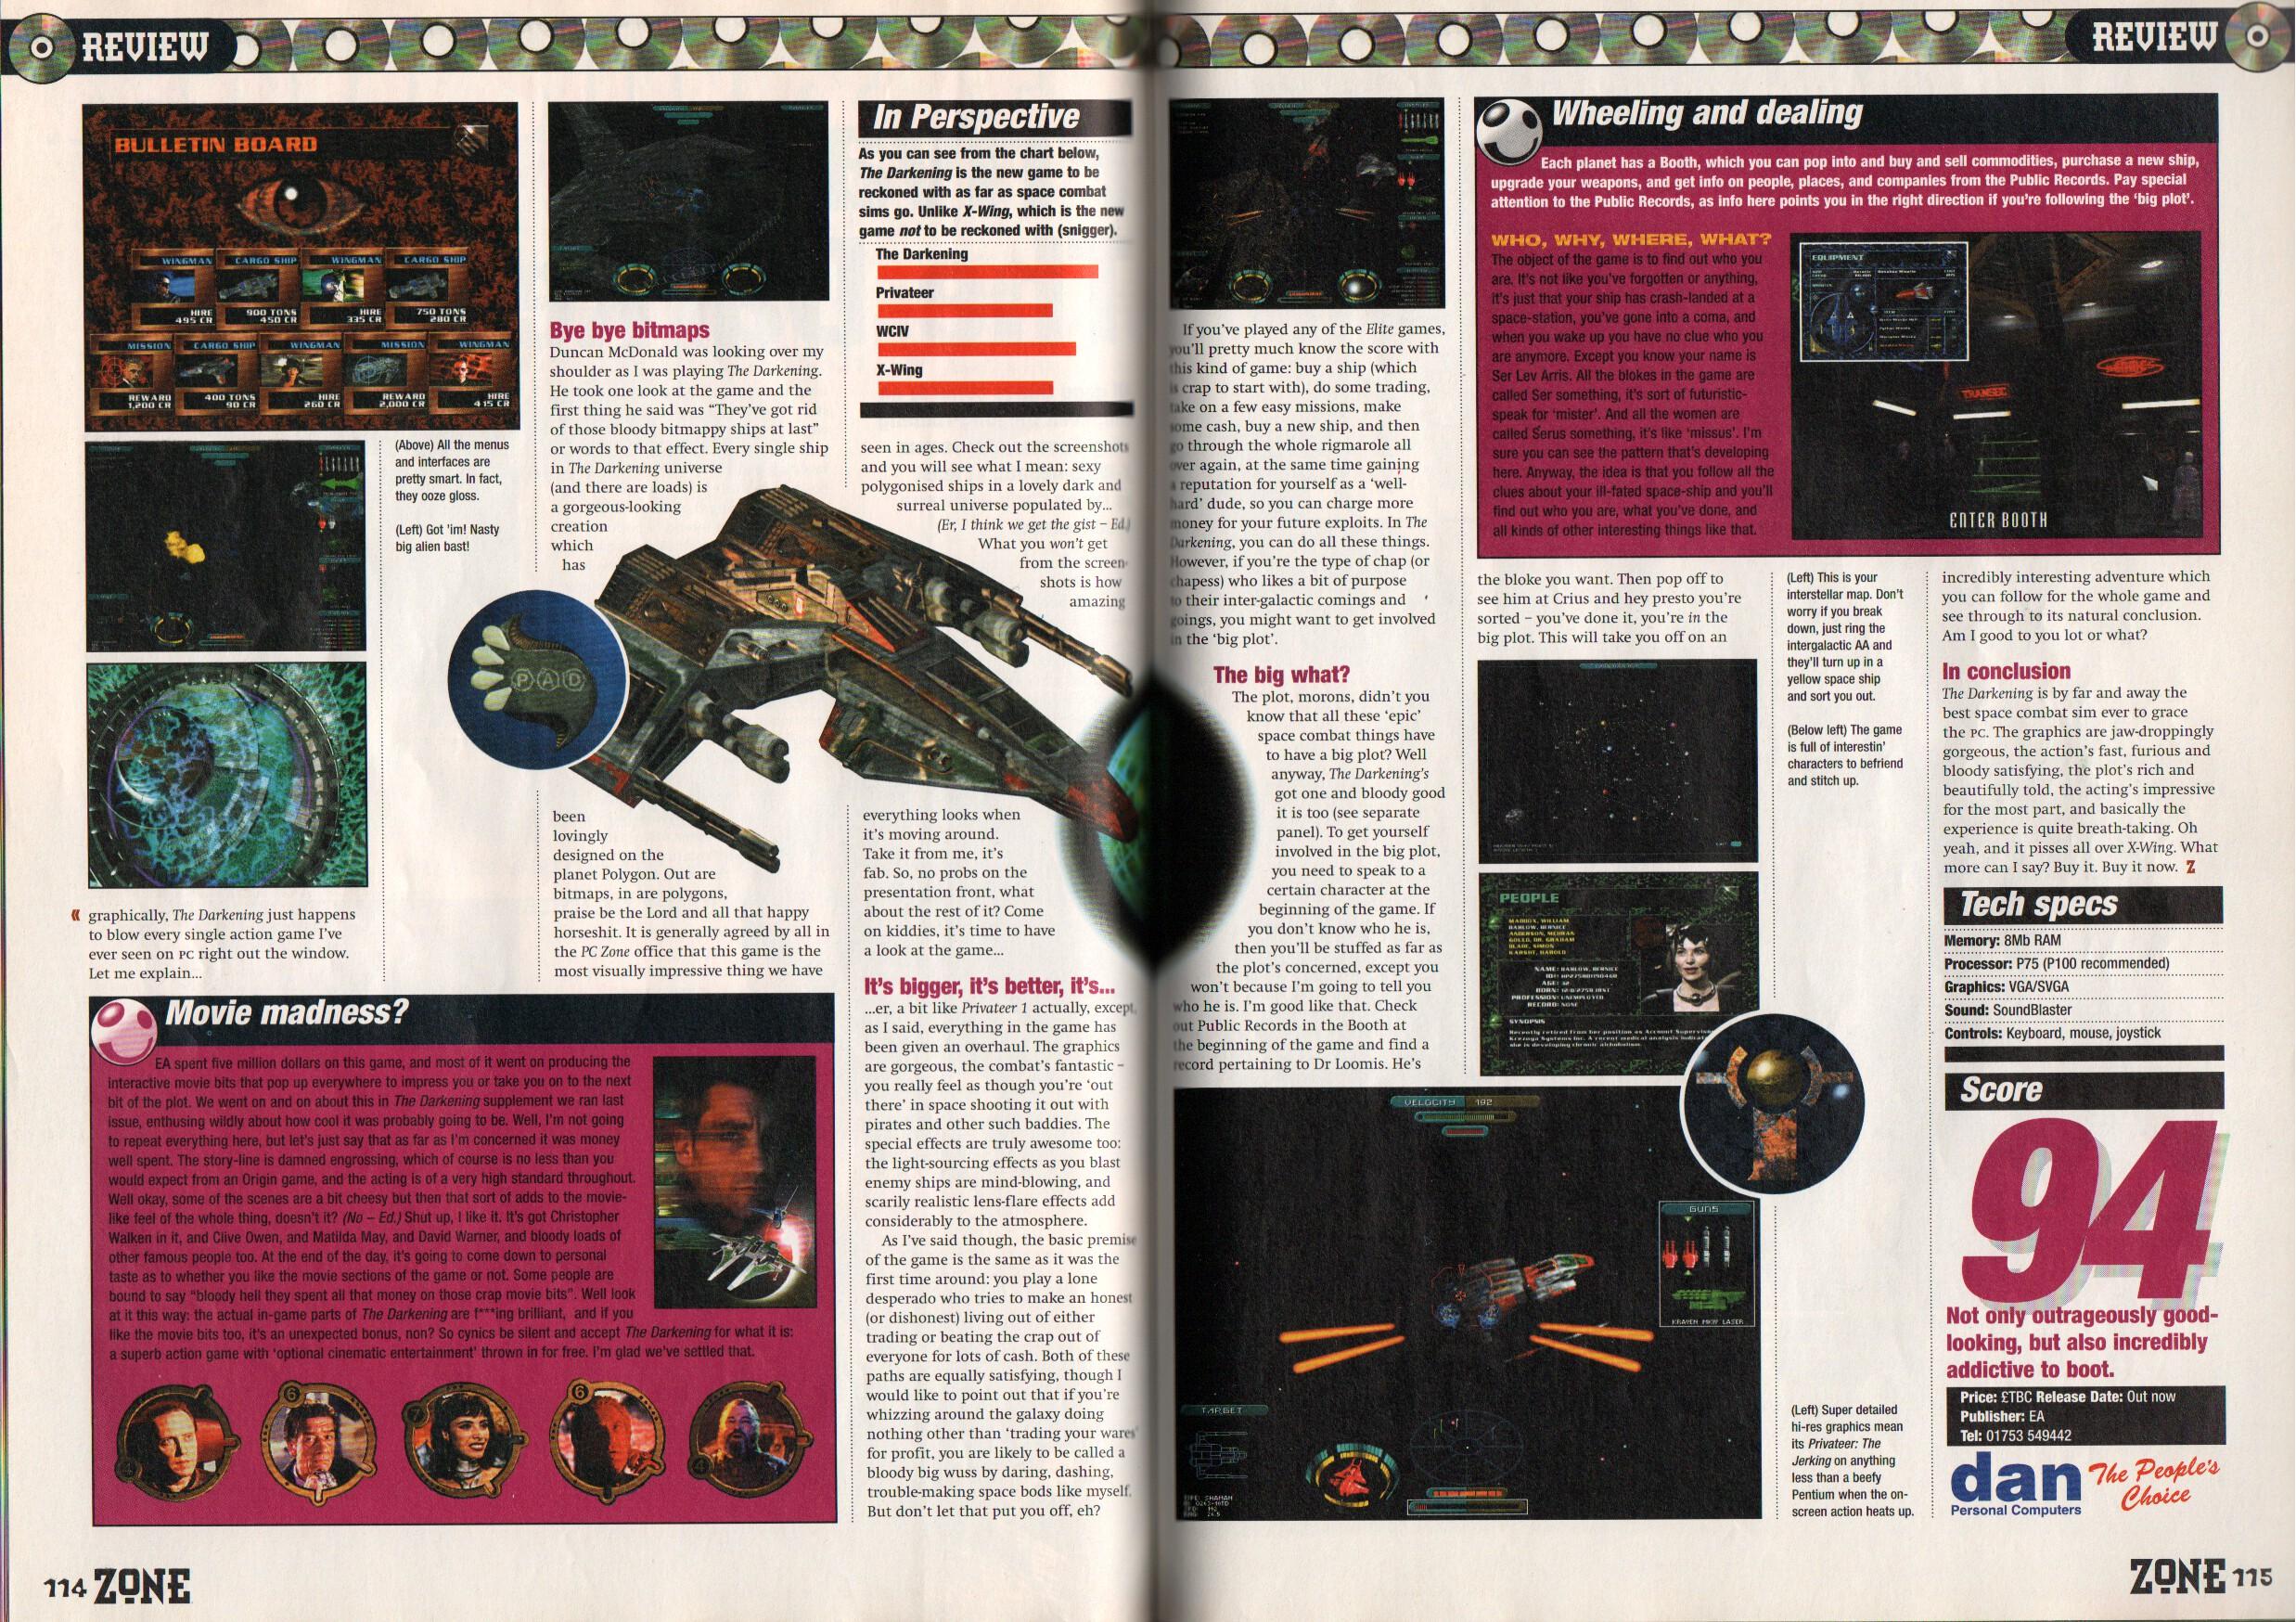 REVIEW
REVIEW
BULLETIN BOARD
WINGMAN
CARGO SHIP
WINGMAN
CARGO SHIP
HIRE
495 CR
900 TONS
450 CR
HIRE
335 CR
750 TONS
280 CR
MISSION
CARGO SHIP
WINGMAN
MISSION
WINGMAN
REWARD
1,200 CR
400 TONS
90 CR
HIRE
260 CR
REWARD
2,000 CR
HIRE
415 CR
(Above) All the menus
and interfaces are
pretty smart. In fact,
they ooze gloss.
(Left) Got 'im! Nasty
big alien bast!
« graphically, The Darkening just happens
to blow every single action game I've
ever seen on PC right out the window.
Let me explain...
Bye bye bitmaps
Duncan McDonald was looking over my
shoulder as I was playing The Darkening.
He took one look at the game and the
first thing he said was "They've got rid
of those bloody bitmappy ships at last"
or words to that effect. Every single ship
in The Darkening universe
(and there are loads) is
a gorgeous-looking
creation
which
has
PAD
been
lovingly
designed on the
planet Polygon. Out are
bitmaps, in are polygons,
praise be the Lord and all that happy
horseshit. It is generally agreed by all in
the PC Zone office that this game is the
most visually impressive thing we have
In Perspective
As you can see from the chart below,
The Darkening is the new game to be
reckoned with as far as space combat
sims go. Unlike X-Wing, which is the new
game not to be reckoned with (snigger).
The Darkening
Privateer
WCIV
X-Wing
seen in ages. Check out the screenshots
and you will see what I mean: sexy
polygonised ships in a lovely dark and
surreal universe populated by...
(Er, I think we get the gist – Ed.)
What you won't get
from the screen-
shots is how
amazing
everything looks when
it's moving around.
Take it from me, it's
fab. So, no probs on the
presentation front, what
about the rest of it? Come
on kiddies, it's time to have
a look at the game...
It's bigger, it's better, it's...
...er, a bit like Privateer 1 actually, except,
as I said, everything in the game has
been given an overhaul. The graphics
are gorgeous, the combat's fantastic –
you really feel as though you're 'out
there' in space shooting it out with
pirates and other such baddies. The
special effects are truly awesome too:
the light-sourcing effects as you blast
enemy ships are mind-blowing, and
scarily realistic lens-flare effects add
considerably to the atmosphere.
As I've said though, the basic premise
of the game is the same as it was the
first time around: you play a lone
desperado who tries to make an honest
(or dishonest) living out of either
trading or beating the crap out of
everyone for lots of cash. Both of these
paths are equally satisfying, though I
would like to point out that if you're
whizzing around the galaxy doing
nothing other than 'trading your wares'
for profit, you are likely to be called a
bloody big wuss by daring, dashing,
trouble-making space bods like myself.
But don't let that put you off, eh?
Movie madness?
EA spent five million dollars on this game, and most of it went on producing the
interactive movie bits that pop up everywhere to impress you or take you on to the next
bit of the plot. We went on and on about this in The Darkening supplement we ran last
issue, enthusing wildly about how cool it was probably going to be. Well, I'm not going
to repeat everything here, but let's just say that as far as I'm concerned it was money
well spent. The story-line is damned engrossing, which of course is no less than you
would expect from an Origin game, and the acting is of a very high standard throughout.
Well okay, some of the scenes are a bit cheesy but then that sort of adds to the movie-
like feel of the whole thing, doesn't it? (No – Ed.) Shut up, I like it. It's got Christopher
Walken in it, and Clive Owen, and Matilda May, and David Warner, and bloody loads of
other famous people too. At the end of the day, it's going to come down to personal
taste as to whether you like the movie sections of the game or not. Some people are
bound to say "bloody hell they spent all that money on those crap movie bits". Well look
at it this way: the actual in-game parts of The Darkening are f***ing brilliant, and if you
like the movie bits too, it's an unexpected bonus, non? So cynics be silent and accept The Darkening for what it is:
a superb action game with 'optional cinematic entertainment' thrown in for free. I'm glad we've settled that.
114 ZONE
If you've played any of the Elite games,
you'll pretty much know the score with
this kind of game: buy a ship (which
is crap to start with), do some trading,
take on a few easy missions, make
some cash, buy a new ship, and then
go through the whole rigmarole all
over again, at the same time gaining
a reputation for yourself as a 'well-
hard' dude, so you can charge more
money for your future exploits. In The
Darkening, you can do all these things.
However, if you're the type of chap (or
chapess) who likes a bit of purpose
to their inter-galactic comings and
goings, you might want to get involved
in the 'big plot'.
The big what?
The plot, morons, didn't you
know that all these 'epic'
space combat things have
to have a big plot? Well
anyway, The Darkening's
got one and bloody good
it is too (see separate
panel). To get yourself
involved in the big plot,
you need to speak to a
certain character at the
beginning of the game. If
you don't know who he is,
then you'll be stuffed as far as
the plot's concerned, except you
won't because I'm going to tell you
who he is. I'm good like that. Check
out Public Records in the Booth at
the beginning of the game and find a
record pertaining to Dr Loomis. He's
Wheeling and dealing
Each planet has a Booth, which you can pop into and buy and sell commodities, purchase a new ship,
upgrade your weapons, and get info on people, places, and companies from the Public Records. Pay special
attention to the Public Records, as info here points you in the right direction if you're following the 'big plot'.
WHO, WHY, WHERE, WHAT?
The object of the game is to find out who you
are. It's not like you've forgotten or anything,
it's just that your ship has crash-landed at a
space-station, you've gone into a coma, and
when you wake up you have no clue who you
are anymore. Except you know your name is
Ser Lev Arris. All the blokes in the game are
called Ser something, it's sort of futuristic-
speak for 'mister'. And all the women are
called Serus something, it's like 'missus'. I'm
sure you can see the pattern that's developing
here. Anyway, the idea is that you follow all the
clues about your ill-fated space-ship and you'll
find out who you are, what you've done, and
all kinds of other interesting things like that.
EQUIPMENT
TRANSEC
ENTER BOOTH
the bloke you want. Then pop off to
see him at Crius and hey presto you're
sorted – you've done it, you're in the
big plot. This will take you off on an
PEOPLE
MADDOX, WILLIAM
BARLOW, BERNICE
NAME: BARLOW, BERNICE
AGE: 32
PROFESSION: UNEMPLOYED
RECORD: NONE
SYNOPSIS
(Left) This is your
interstellar map. Don't
worry if you break
down, just ring the
intergalactic AA and
they'll turn up in a
yellow space ship
and sort you out.
(Below left) The game
is full of interestin'
characters to befriend
and stitch up.
VELOCITY 192
GUNS
KRAVEN MKIV LASER
TARGET
(Left) Super detailed
hi-res graphics mean
its Privateer: The
Jerking on anything
less than a beefy
Pentium when the on-
screen action heats up.
incredibly interesting adventure which
you can follow for the whole game and
see through to its natural conclusion.
Am I good to you lot or what?
In conclusion
The Darkening is by far and away the
best space combat sim ever to grace
the PC. The graphics are jaw-droppingly
gorgeous, the action's fast, furious and
bloody satisfying, the plot's rich and
beautifully told, the acting's impressive
for the most part, and basically the
experience is quite breath-taking. Oh
yeah, and it pisses all over X-Wing. What
more can I say? Buy it. Buy it now. Z
Tech specs
Memory: 8Mb RAM
Processor: P75 (P100 recommended)
Graphics: VGA/SVGA
Sound: SoundBlaster
Controls: Keyboard, mouse, joystick
Score
94
Not only outrageously good-
looking, but also incredibly
addictive to boot.
Price: £TBC Release Date: Out now
Publisher: EA
Tel: 01753 549442
dan The People's
Choice
Personal Computers
ZONE 115